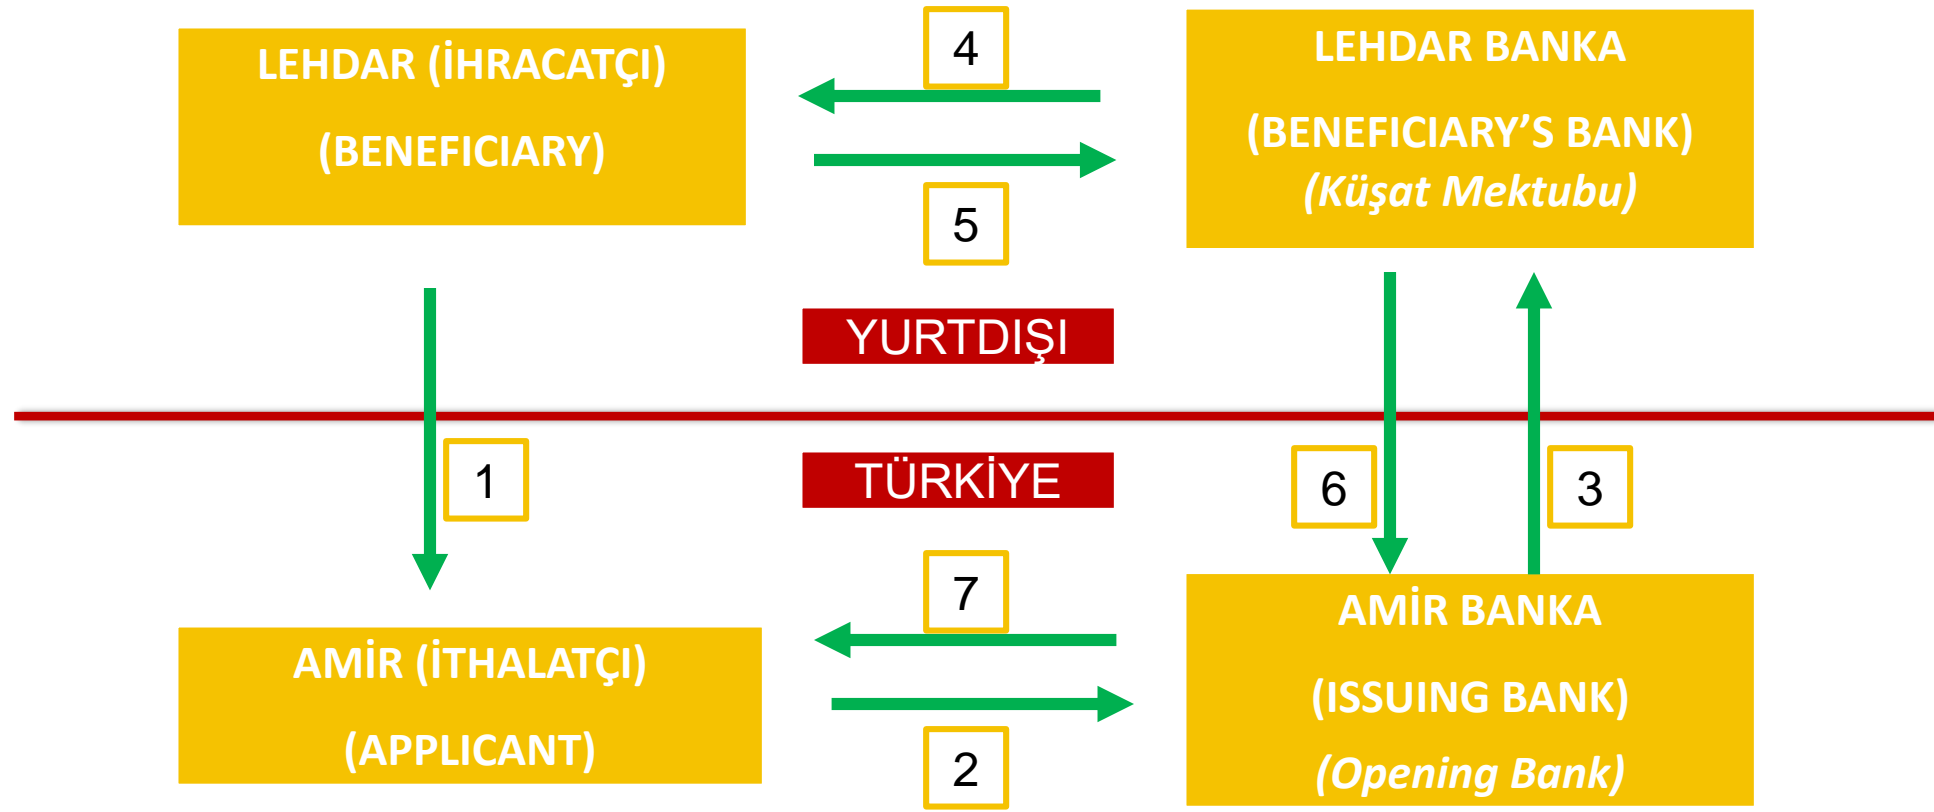 LEHDAR (İHRACATÇI)
(BENEFICIARY)
4
5
LEHDAR BANKA
(BENEFICIARY’S BANK)
(Küşat Mektubu)
YURTDIŞI
TÜRKİYE
1
6
3
7
2
AMİR (İTHALATÇI)
(APPLICANT)
AMİR BANKA
(ISSUING BANK)
(Opening Bank)